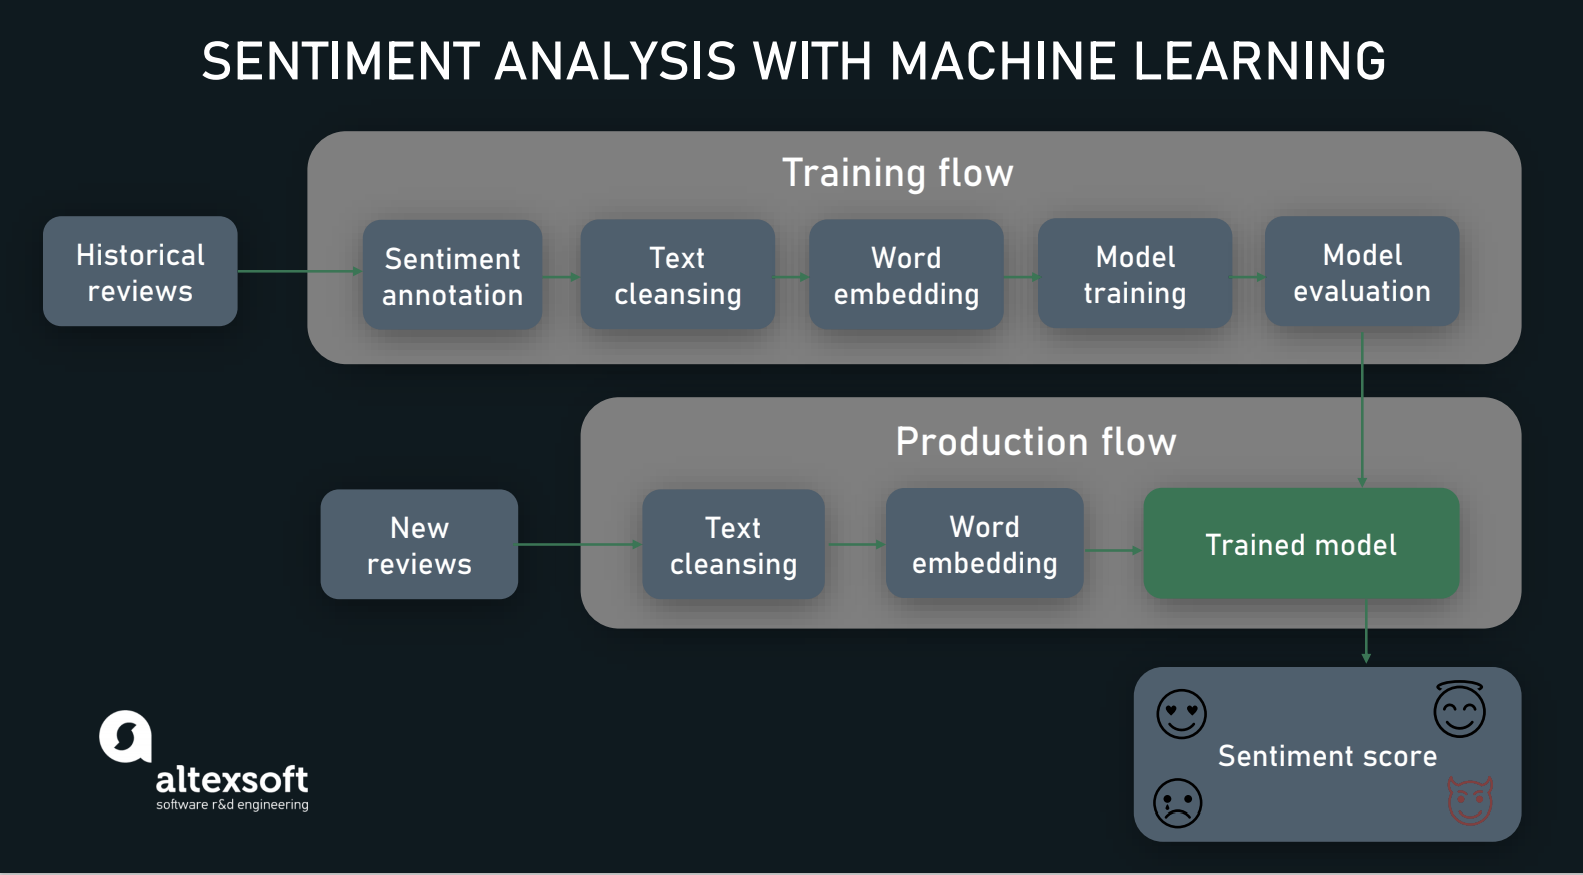 SENTIMENT ANALYSIS WITH MACHINE LEARNING
Training flow
Historical
reviews
Sentiment
annotation
Text
cleansing
Word
embedding
Model
training
Model
evaluation
Production flow
New
reviews
Text
cleansing
Word
embedding
Trained model
Sentiment score
altexsoft
software r&d engineering